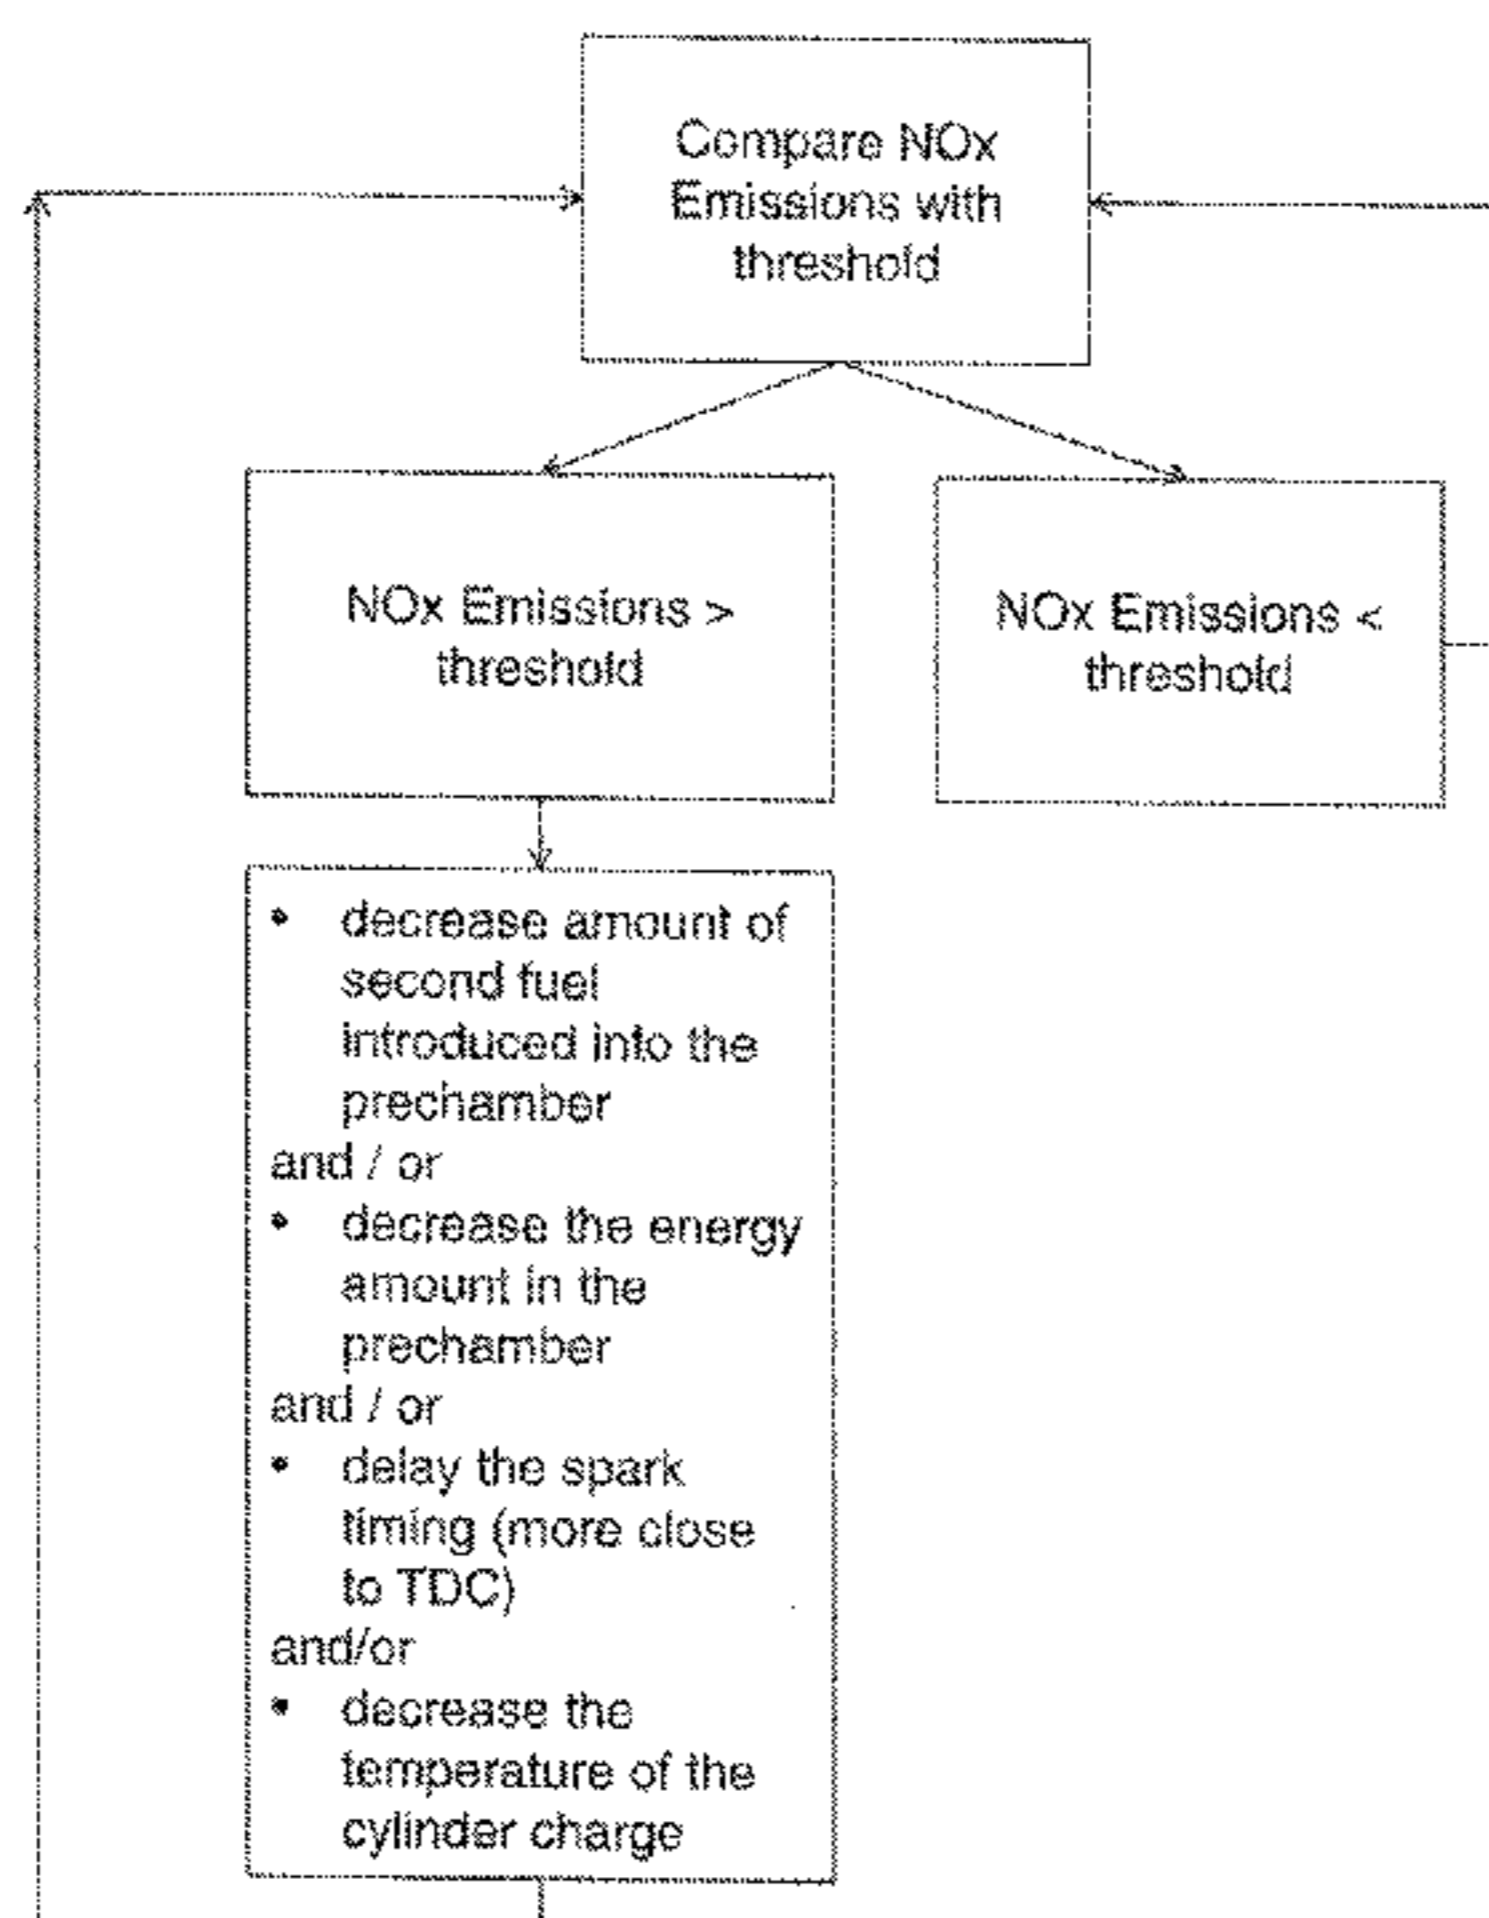 Compare NOx
Emissions with
threshold
NOx Emissions >
threshold
NOx Emissions <
threshold
• decrease amount of
second fuel
introduced into the
prechamber
and / or
• decrease the energy
amount in the
prechamber
and / or
• delay the spark
timing (more close
to TDC)
and/or
• decrease the
temperature of the
cylinder charge